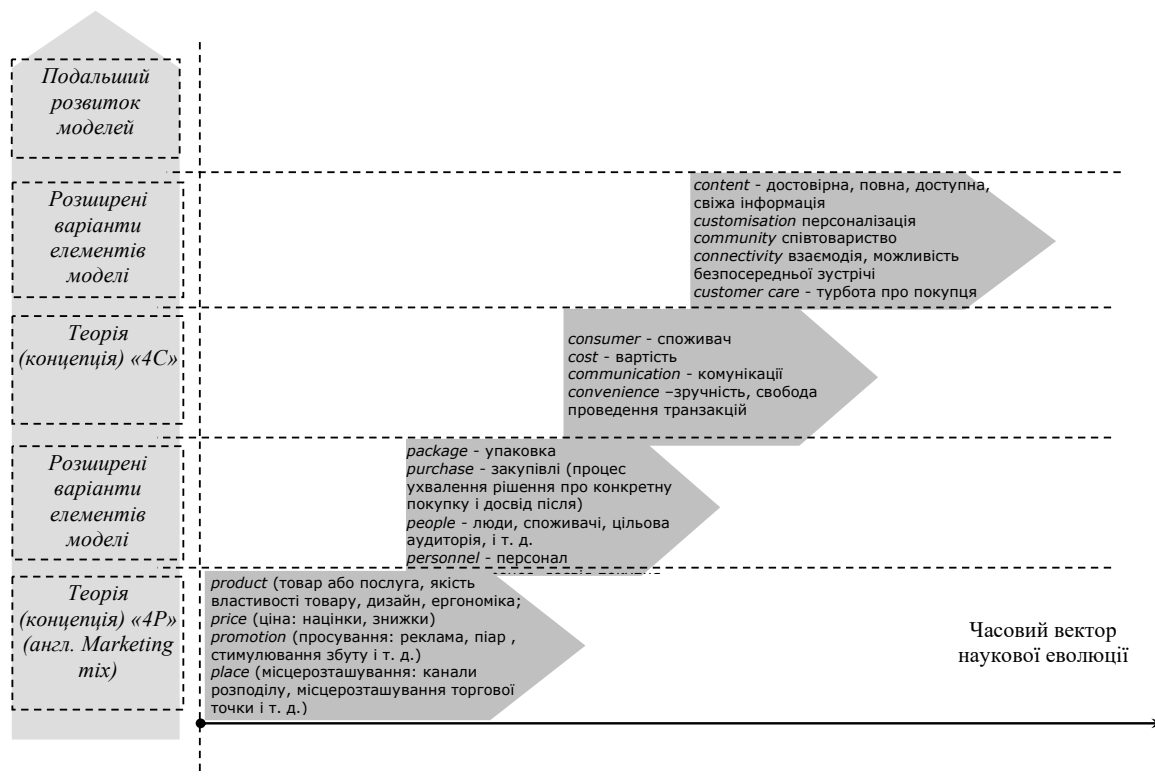 Подальший
розвиток
моделей
Розширені
варіанти
елементів
моделі
content - достовірна, повна, доступна,
свіжа інформація
customisation персоналізація
community співтовариство
connectivity взаємодія, можливість
безпосередньої зустрічі
customer care - турбота про покупця
Теорія
(концепція) «4С»
consumer - споживач
cost - вартість
communication - комунікації
convenience –зручність, свобода
проведення транзакцій
Розширені
варіанти
елементів
моделі
package - упаковка
purchase - закупівлі (процес
ухвалення рішення про конкретну
покупку і досвід після)
people - люди, споживачі, цільова
аудиторія, і т. д.
personnel - персонал
Теорія
(концепція) «4Р»
(англ. Marketing
mix)
product (товар або послуга, якість
властивості товару, дизайн, ергономіка;
price (ціна: націнки, знижки)
promotion (просування: реклама, піар ,
стимулювання збуту і т. д.)
place (місцерозташування: канали
розподілу, місцерозташування торгової
точки і т. д.)
Часовий вектор
наукової еволюції